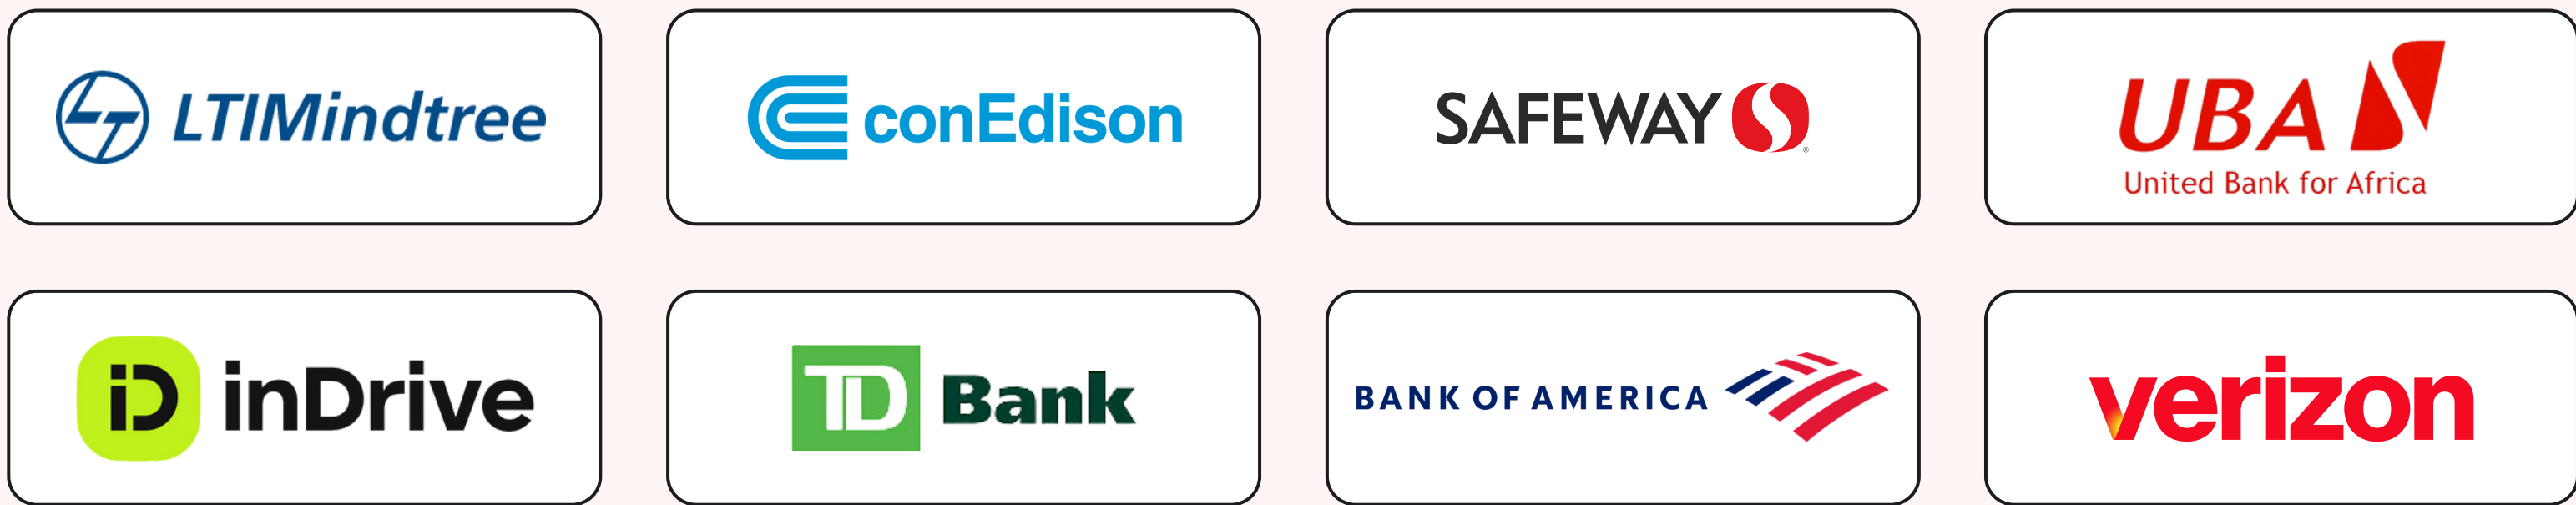 LTIMindtree
conEdison
SAFEWAY
UBA
United Bank for Africa
iD inDrive
TD Bank
BANK OF AMERICA
verizon